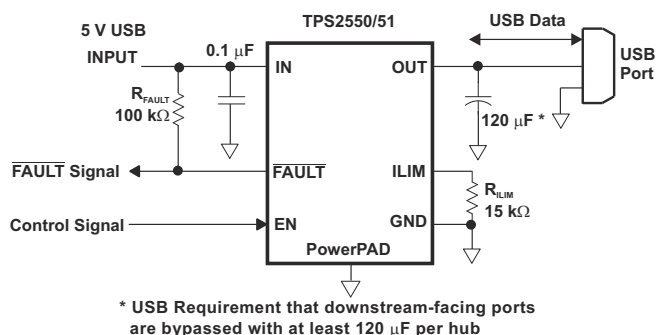 TPS2550/51
USB Data
5 V USB
INPUT
0.1 μF
IN
OUT
USB
Port
R_FAULT
100 kΩ
120 μF *
FAULT Signal
FAULT
ILIM
R_ILIM
15 kΩ
Control Signal
EN
GND
PowerPAD
* USB Requirement that downstream-facing ports
are bypassed with at least 120 μF per hub